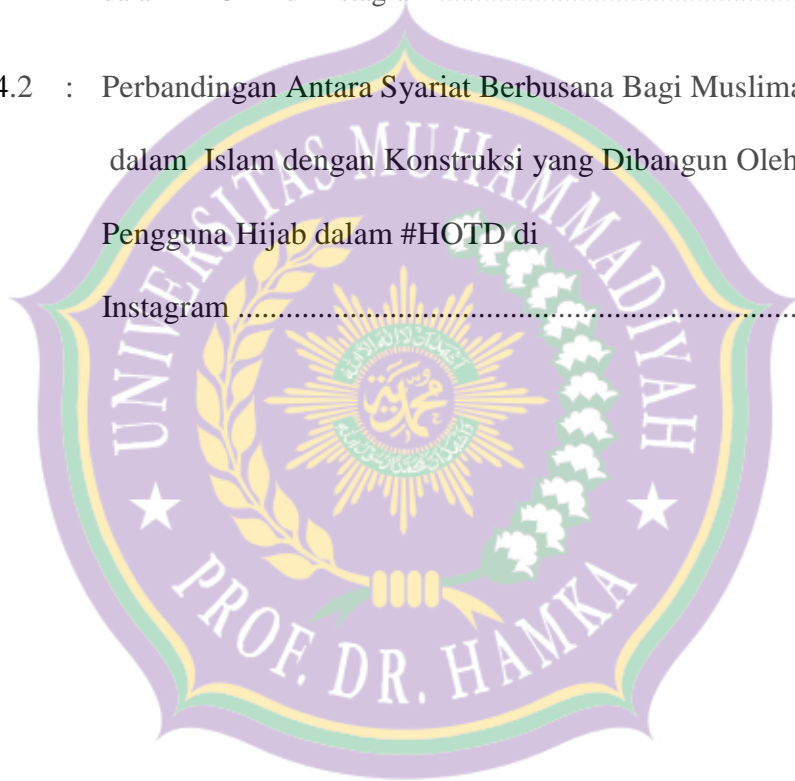 4.2 : Perbandingan Antara Syariat Berbusana Bagi Muslima
dalam Islam dengan Konstruksi yang Dibangun Oleh
Pengguna Hijab dalam #HOTD di
Instagram ................................................................
UNIVERSITAS MUHAMMADIYAH
محمدية
PROF. DR. HAMKA